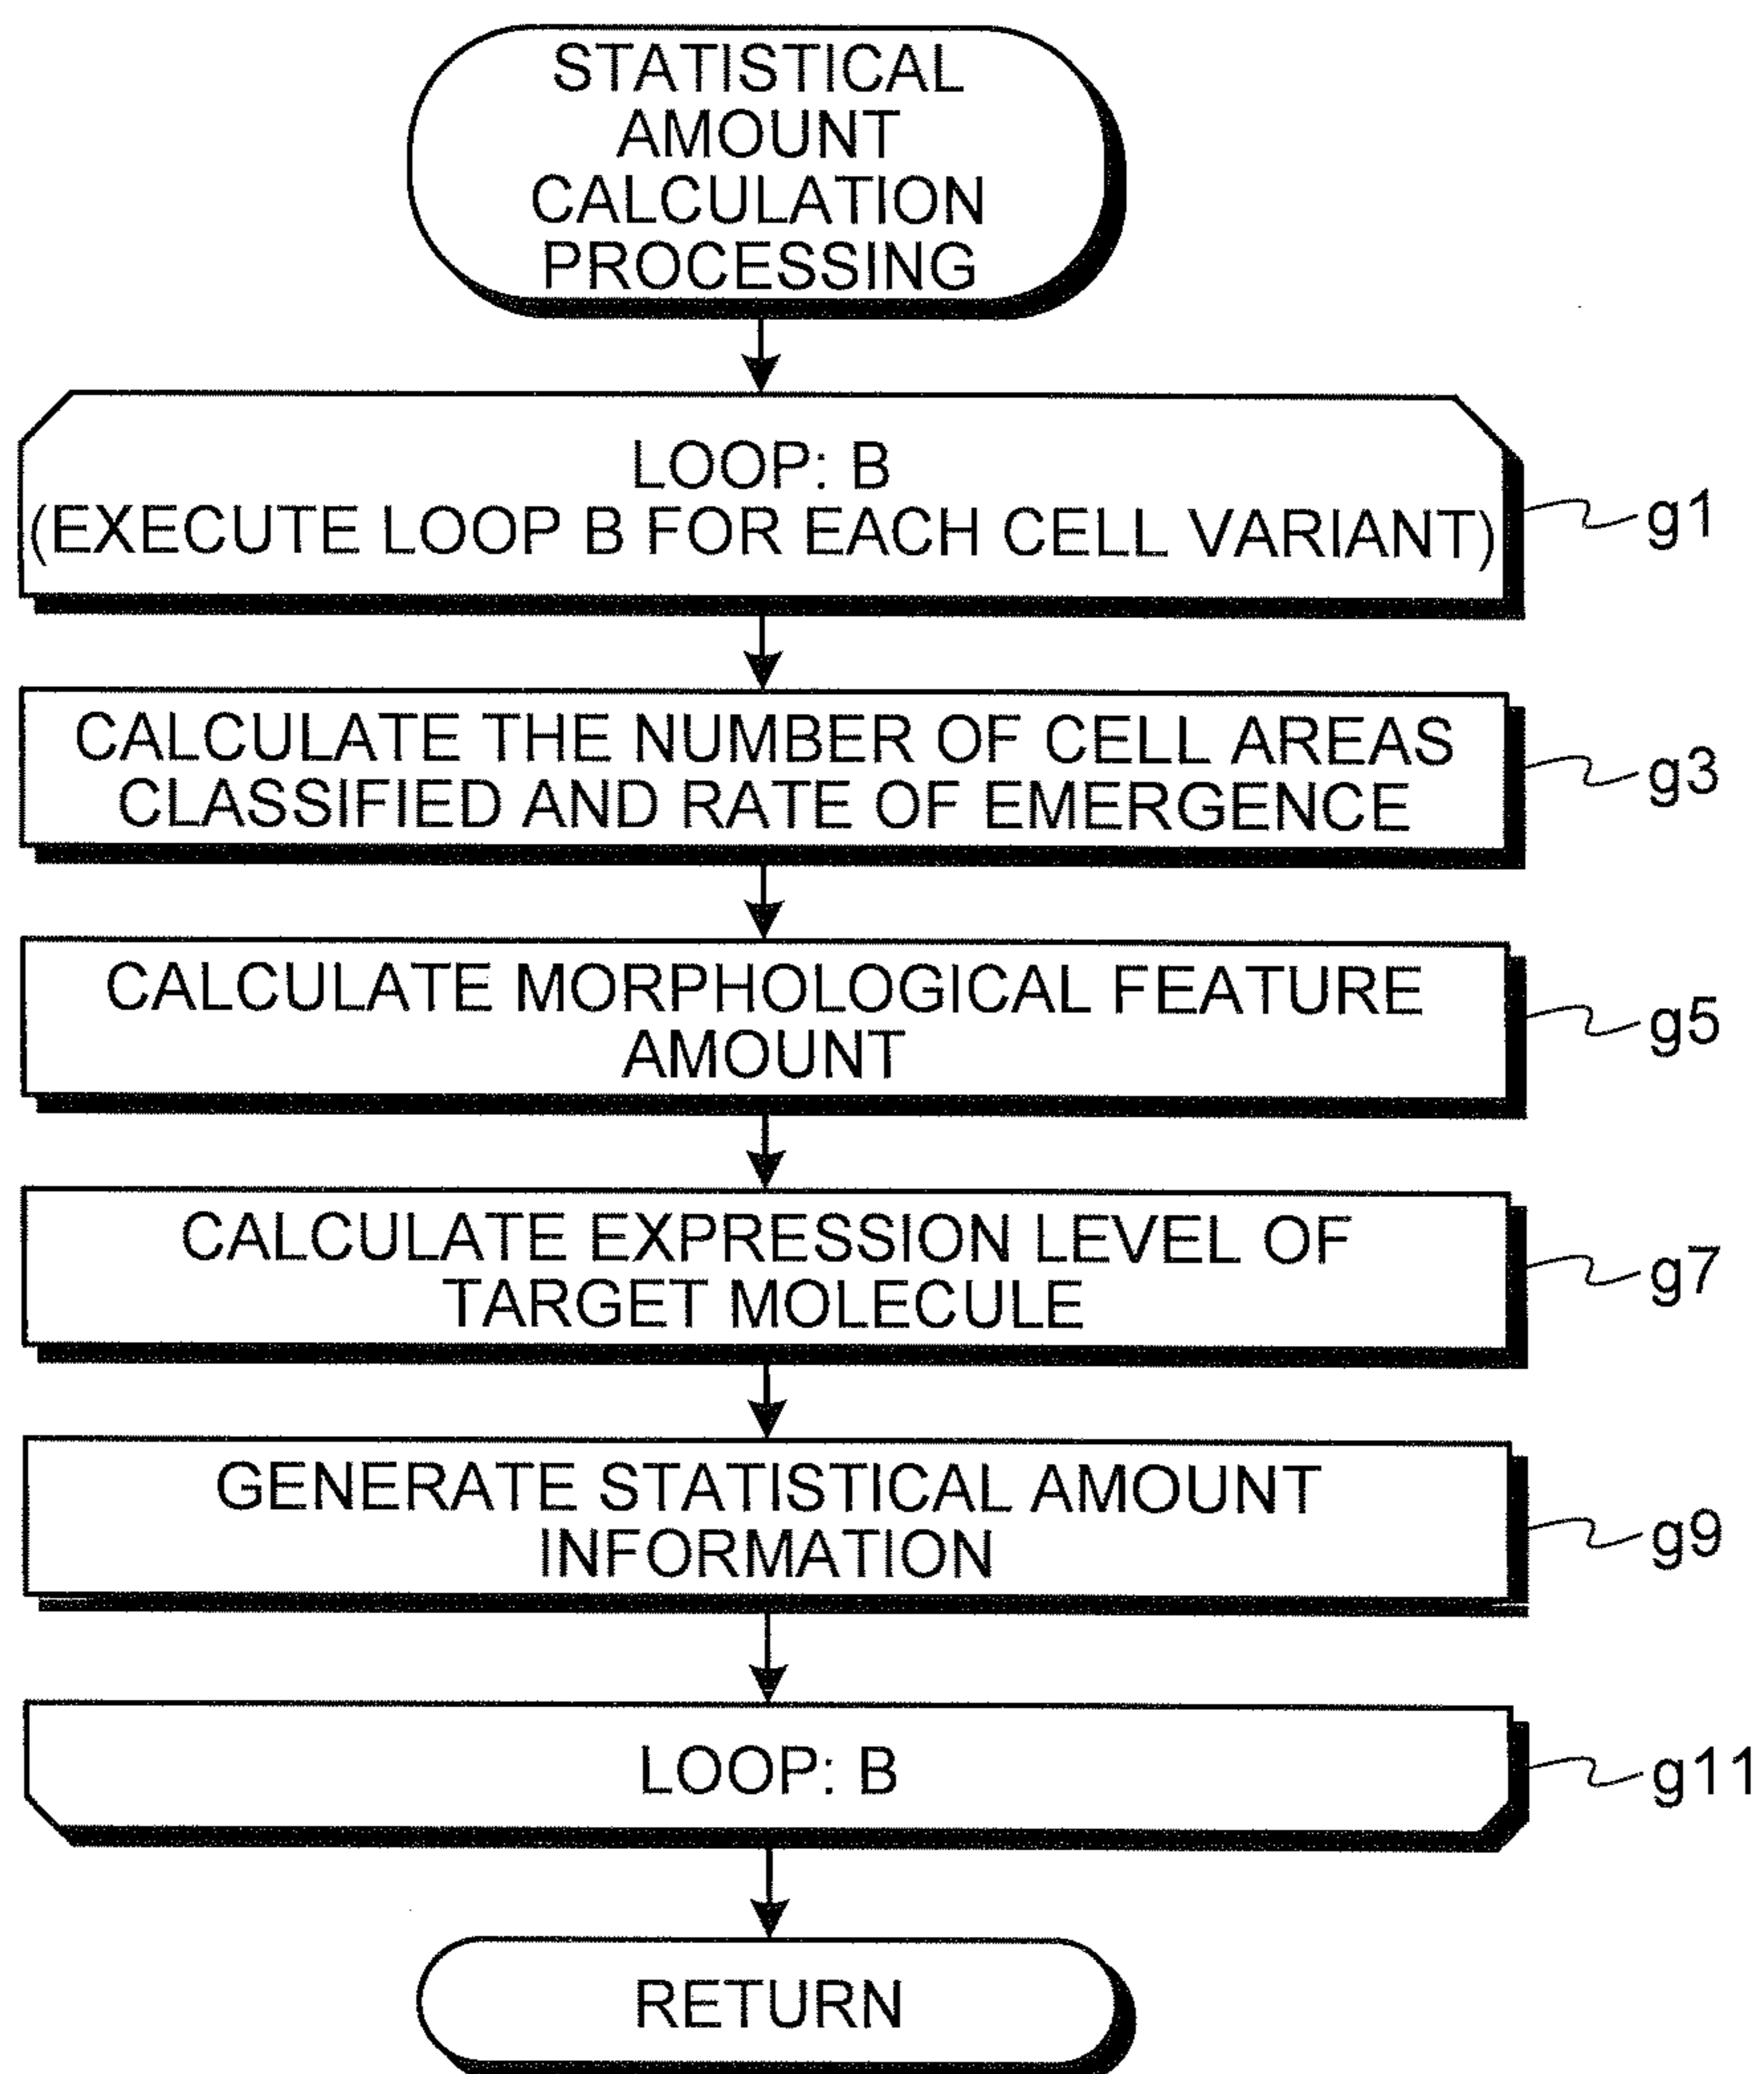 STATISTICAL
AMOUNT
CALCULATION
PROCESSING
LOOP: B
(EXECUTE LOOP B FOR EACH CELL VARIANT)
g1
CALCULATE THE NUMBER OF CELL AREAS
CLASSIFIED AND RATE OF EMERGENCE
g3
CALCULATE MORPHOLOGICAL FEATURE
AMOUNT
g5
CALCULATE EXPRESSION LEVEL OF
TARGET MOLECULE
g7
GENERATE STATISTICAL AMOUNT
INFORMATION
g9
LOOP: B
g11
RETURN